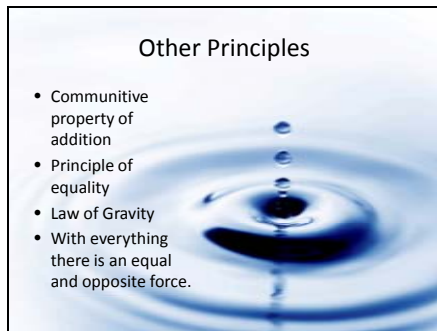 Other Principles
• Communitive
property of
addition
• Principle of
equality
• Law of Gravity
• With everything
there is an equal
and opposite force.